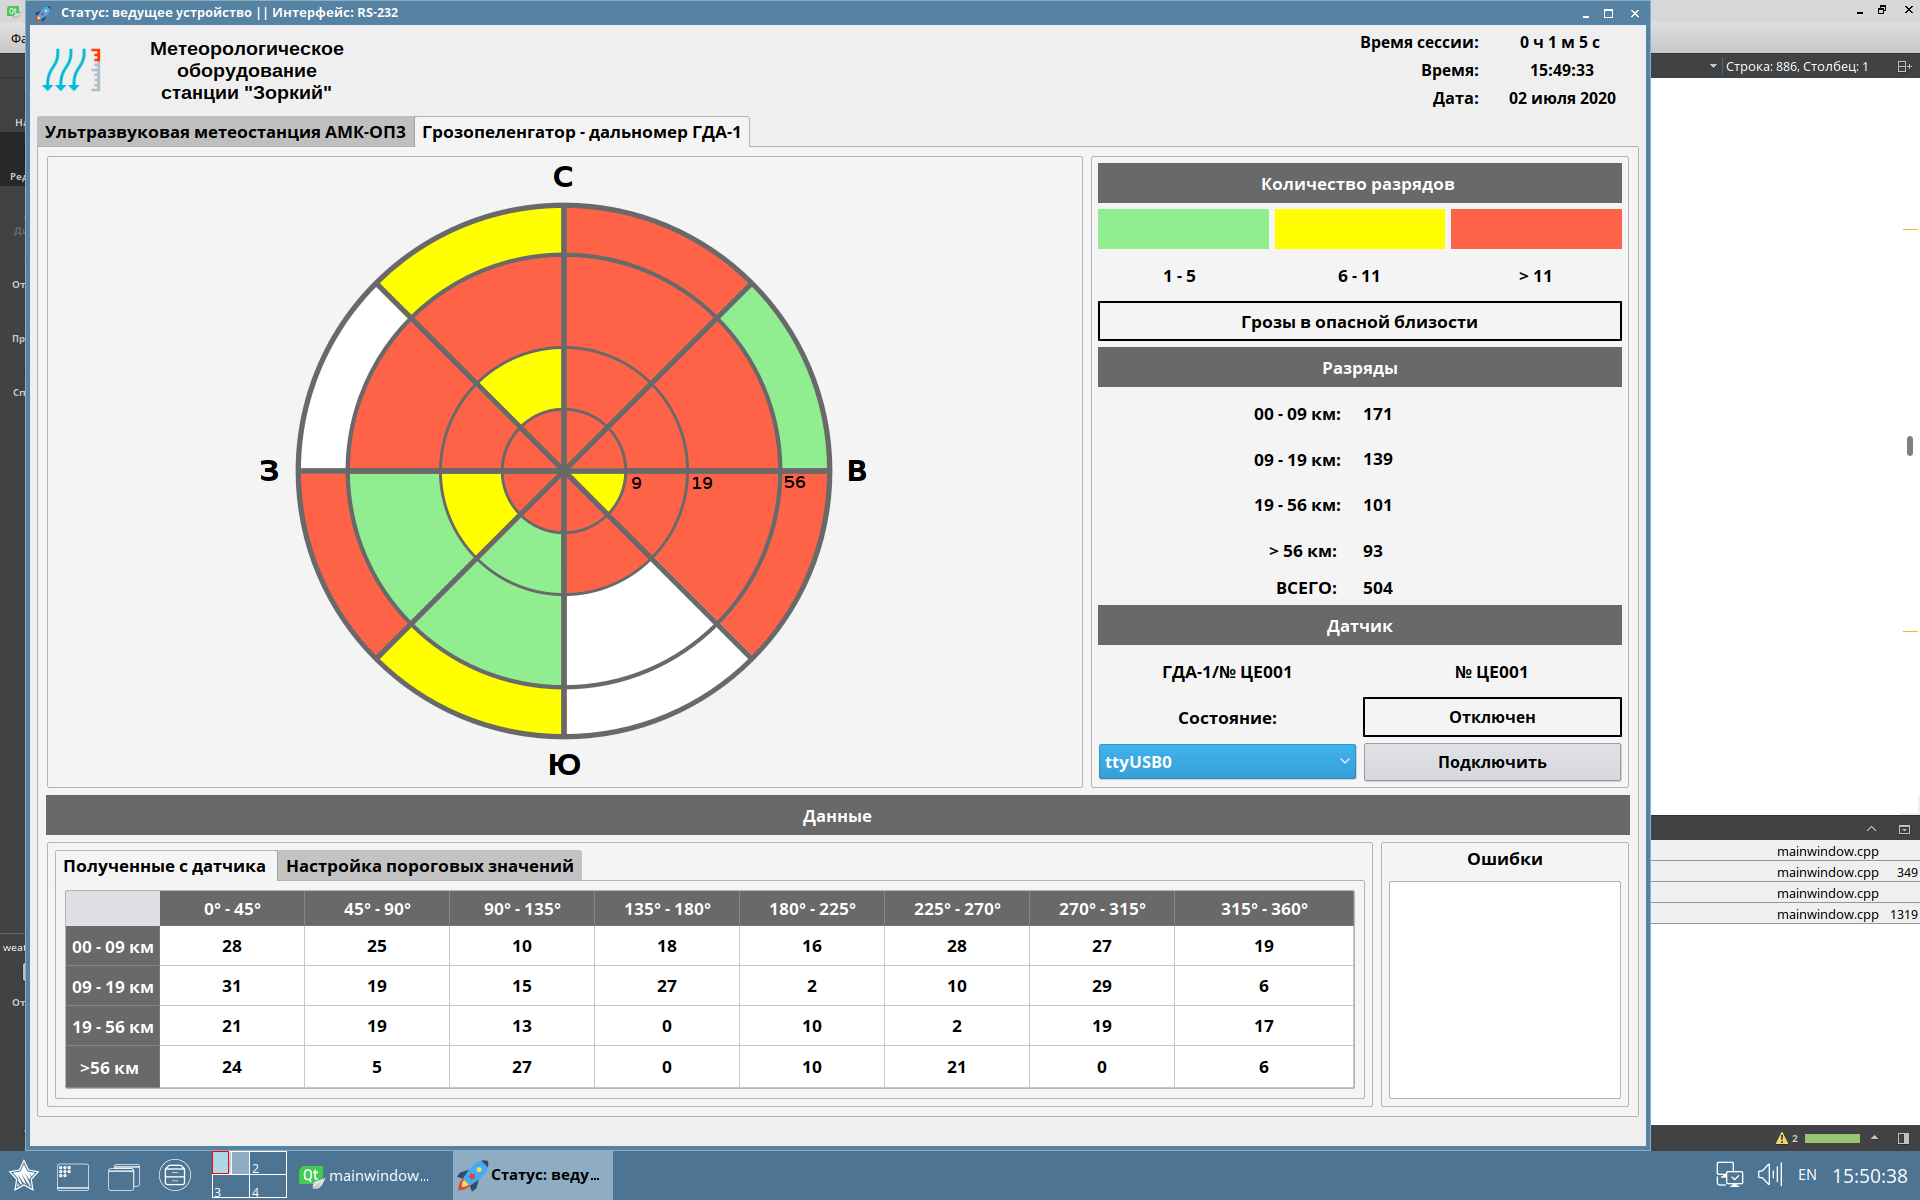 Статус: ведущее устройство || Интерфейс: RS-232
Метеорологическое
оборудование
станции "Зоркий"
Время сессии: 0 ч 1 м 5 с
Время: 15:49:33
Дата: 02 июля 2020
Строка: 886, Столбец: 1
Ультразвуковая метеостанция АМК-ОПЗ
Грозопеленгатор - дальномер ГДА-1
С
З
В
Ю
9
19
56
Количество разрядов
1 - 5
6 - 11
> 11
Грозы в опасной близости
Разряды
00 - 09 км: 171
09 - 19 км: 139
19 - 56 км: 101
> 56 км: 93
ВСЕГО: 504
Датчик
ГДА-1/№ ЦЕ001
№ ЦЕ001
Состояние:
Отключен
ttyUSB0
Подключить
Данные
Полученные с датчика
Настройка пороговых значений
0° - 45° 45° - 90° 90° - 135° 135° - 180° 180° - 225° 225° - 270° 270° - 315° 315° - 360°
00 - 09 км 28 25 10 18 16 28 27 19
09 - 19 км 31 19 15 27 2 10 29 6
19 - 56 км 21 19 13 0 10 2 19 17
>56 км 24 5 27 0 10 21 0 6
Ошибки
mainwindow.cpp
mainwindow.cpp 349
mainwindow.cpp
mainwindow.cpp 1319
2
2
3
4
Qt
mainwindow...
Статус: веду...
EN
15:50:38